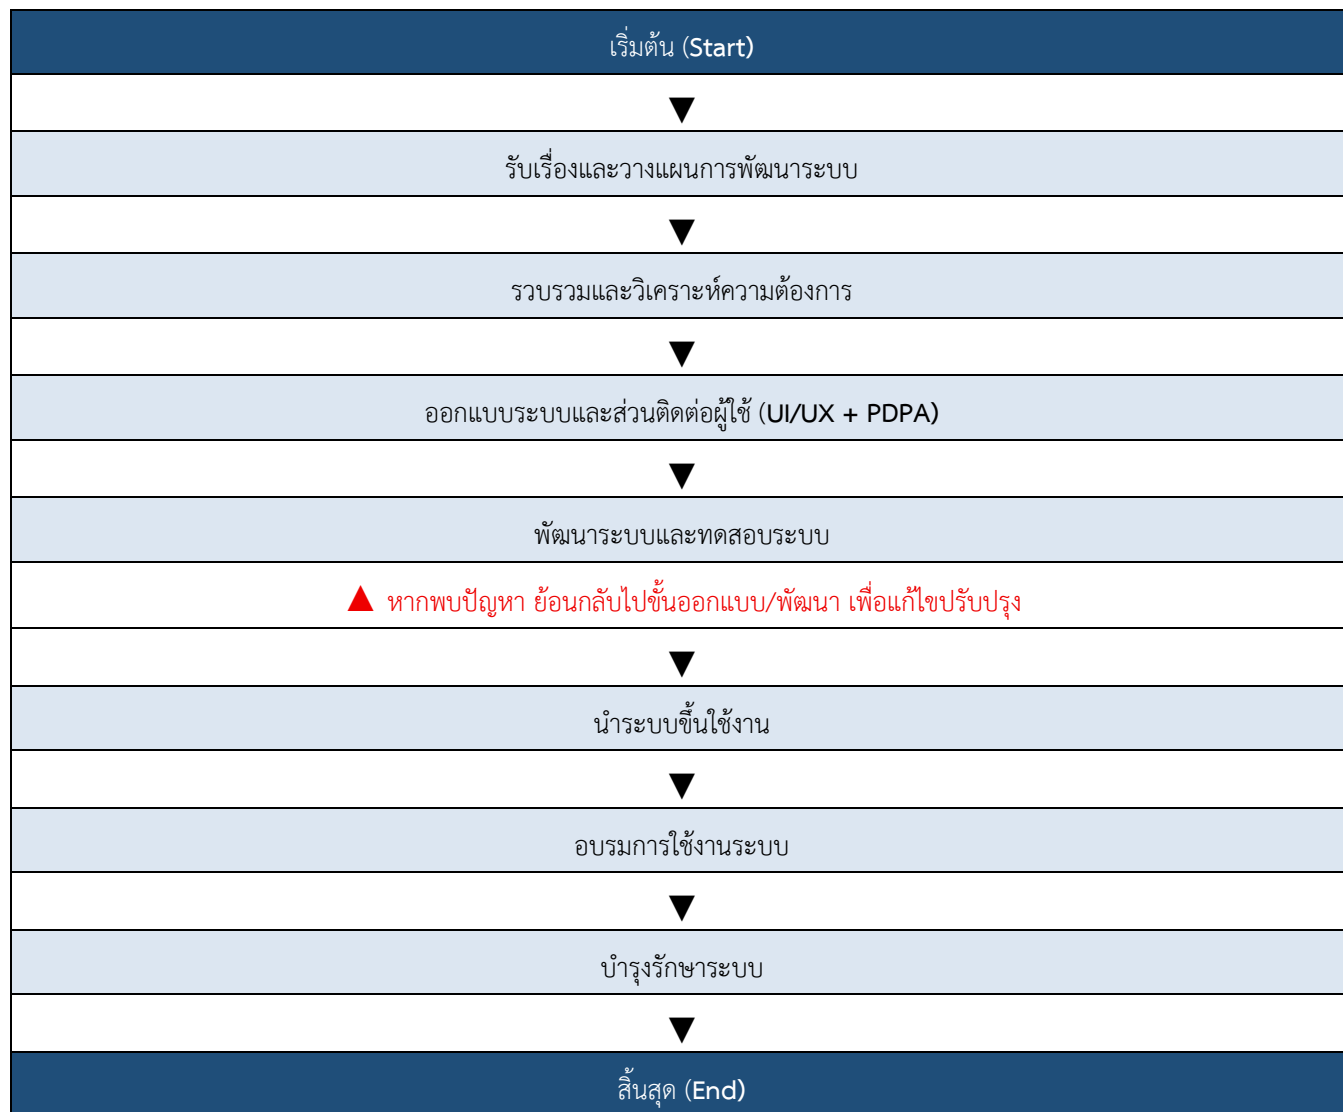 เริ่มต้น (Start)
▼
รับเรื่องและวางแผนการพัฒนาระบบ
▼
รวบรวมและวิเคราะห์ความต้องการ
▼
ออกแบบระบบและส่วนติดต่อผู้ใช้ (UI/UX + PDPA)
▼
พัฒนาระบบและทดสอบระบบ
▲ หากพบปัญหา ย้อนกลับไปขั้นออกแบบ/พัฒนา เพื่อแก้ไขปรับปรุง
▼
นำระบบขึ้นใช้งาน
▼
อบรมการใช้งานระบบ
▼
บำรุงรักษาระบบ
▼
สิ้นสุด (End)